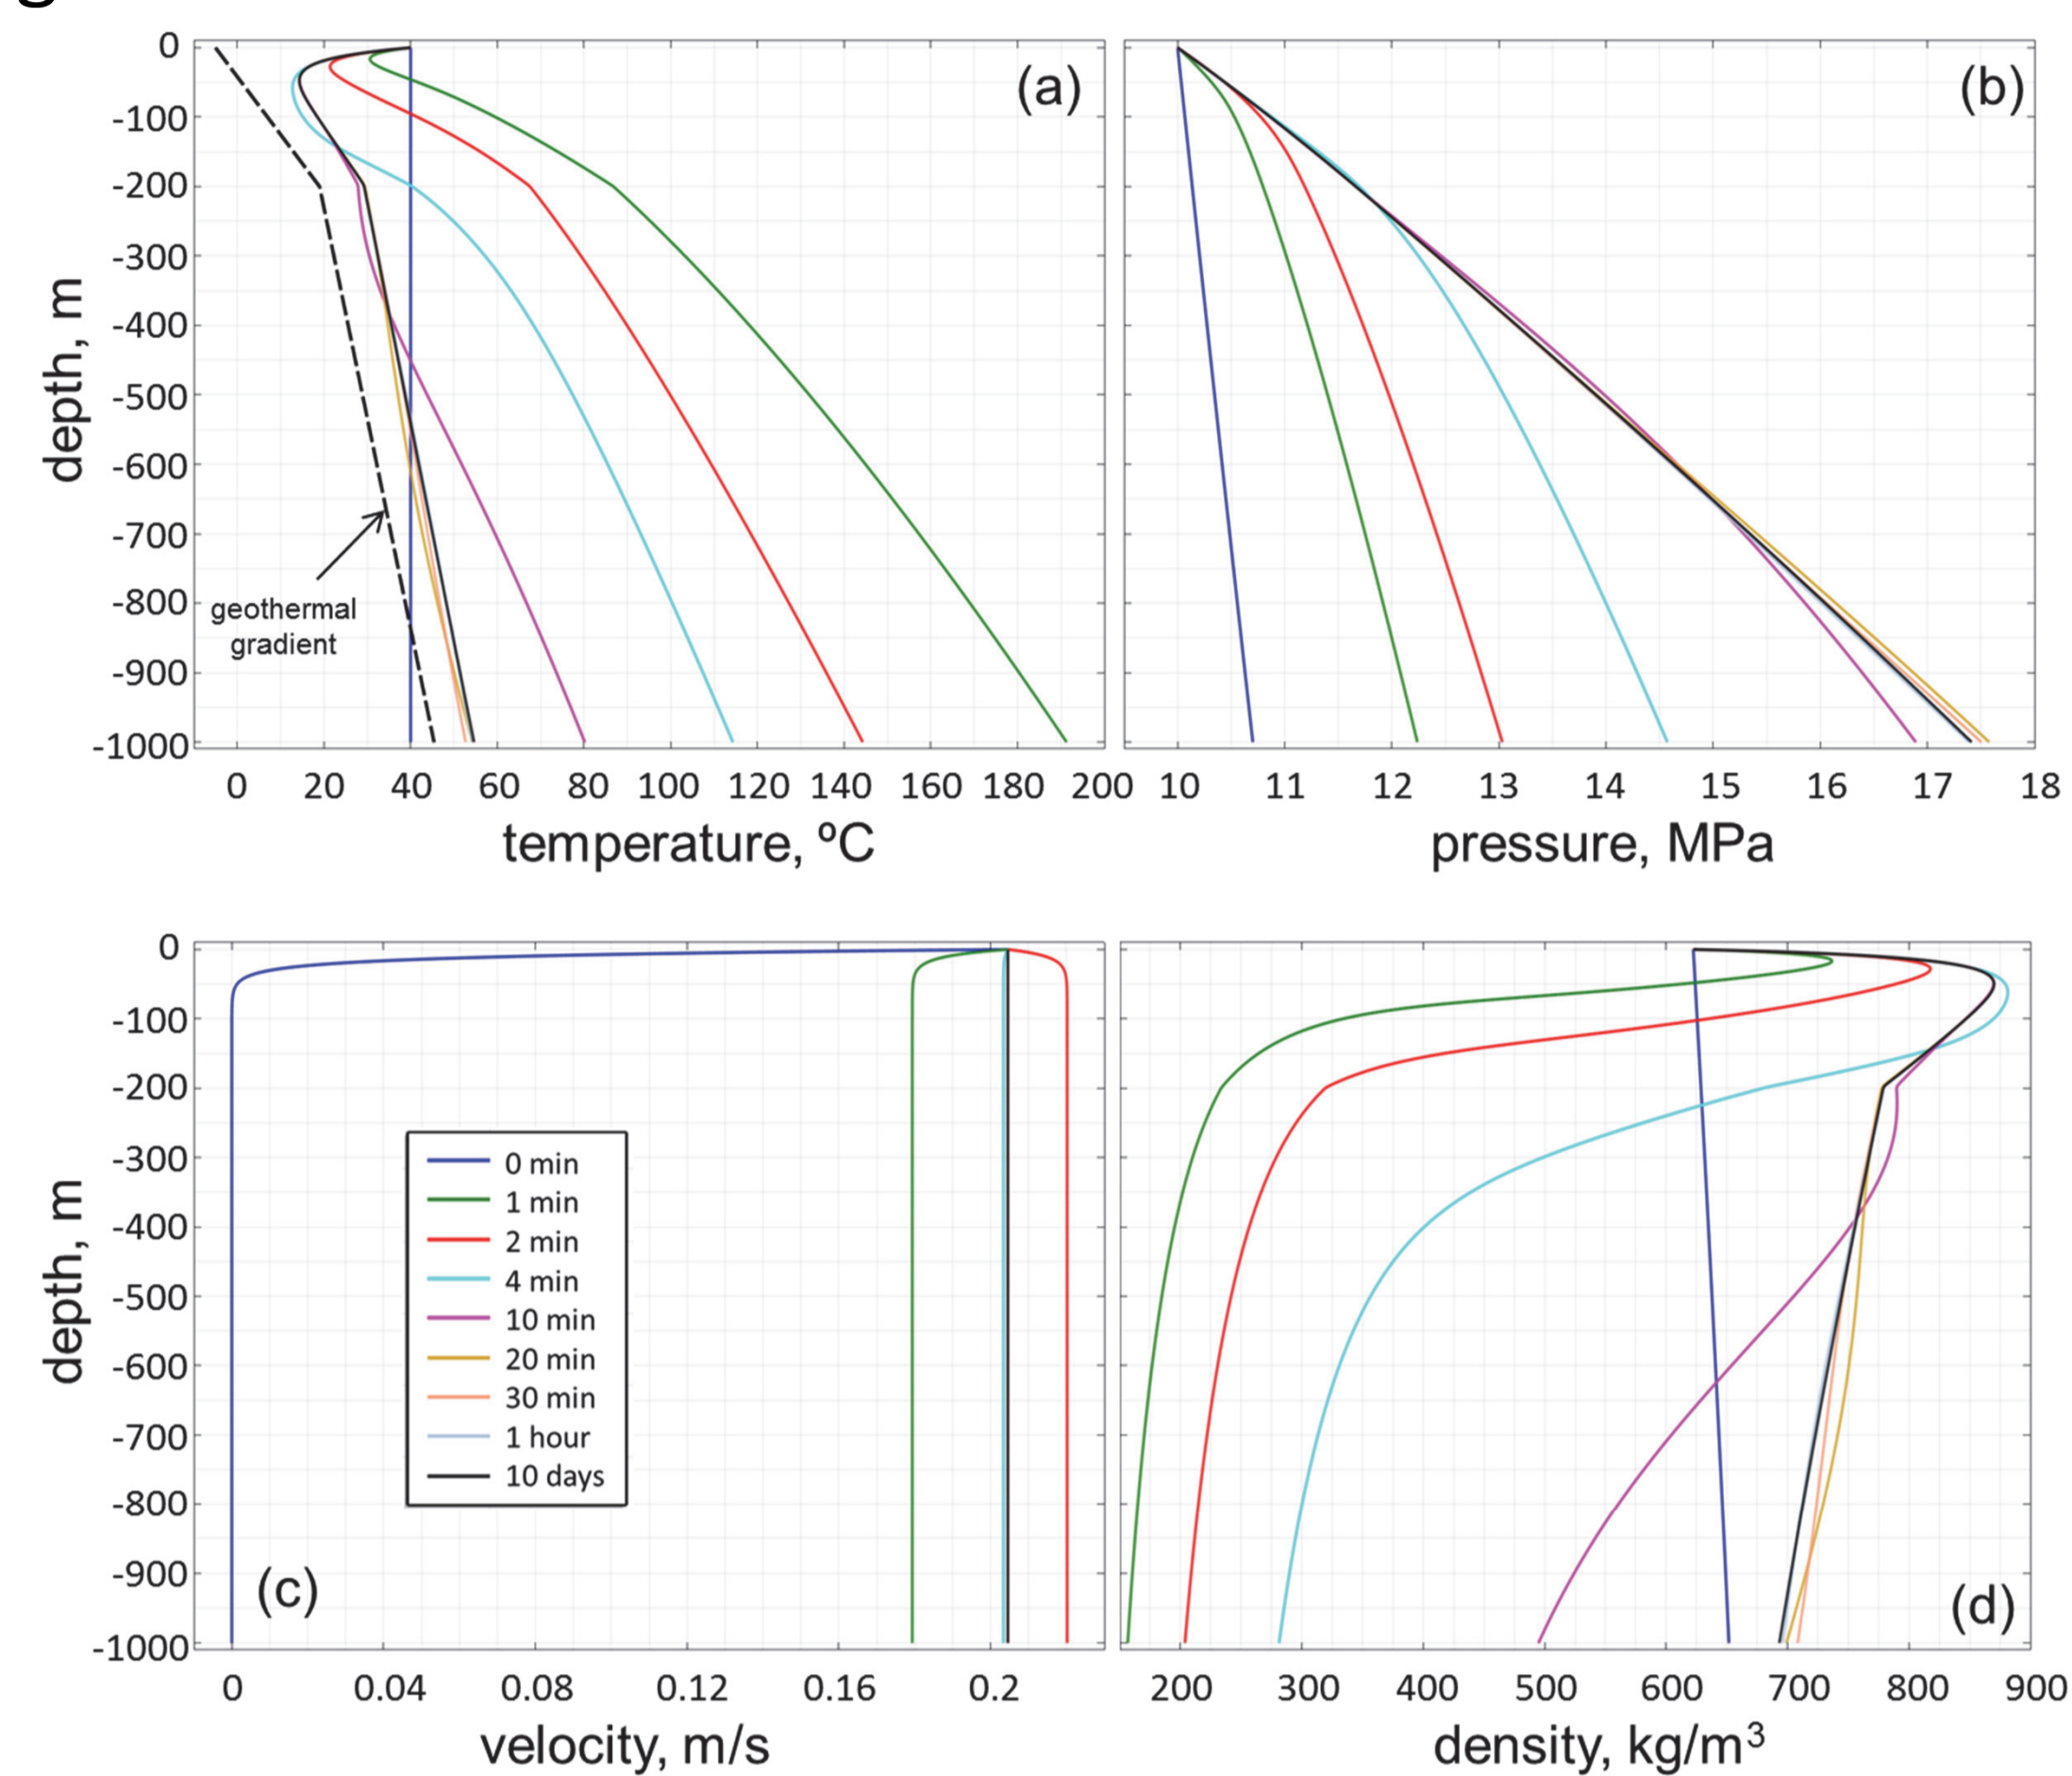 g
(a)
0
-100
-200
-300
-400
-500
-600
-700
-800
-900
-1000
depth, m
geothermal
gradient
0 20 40 60 80 100 120 140 160 180 200
temperature, ºC
(b)
10 11 12 13 14 15 16 17 18
pressure, MPa
0
-100
-200
-300
-400
-500
-600
-700
-800
-900
-1000
depth, m
0 min
1 min
2 min
4 min
10 min
20 min
30 min
1 hour
10 days
(c)
0 0.04 0.08 0.12 0.16 0.2
velocity, m/s
(d)
200 300 400 500 600 700 800 900
density, kg/m³